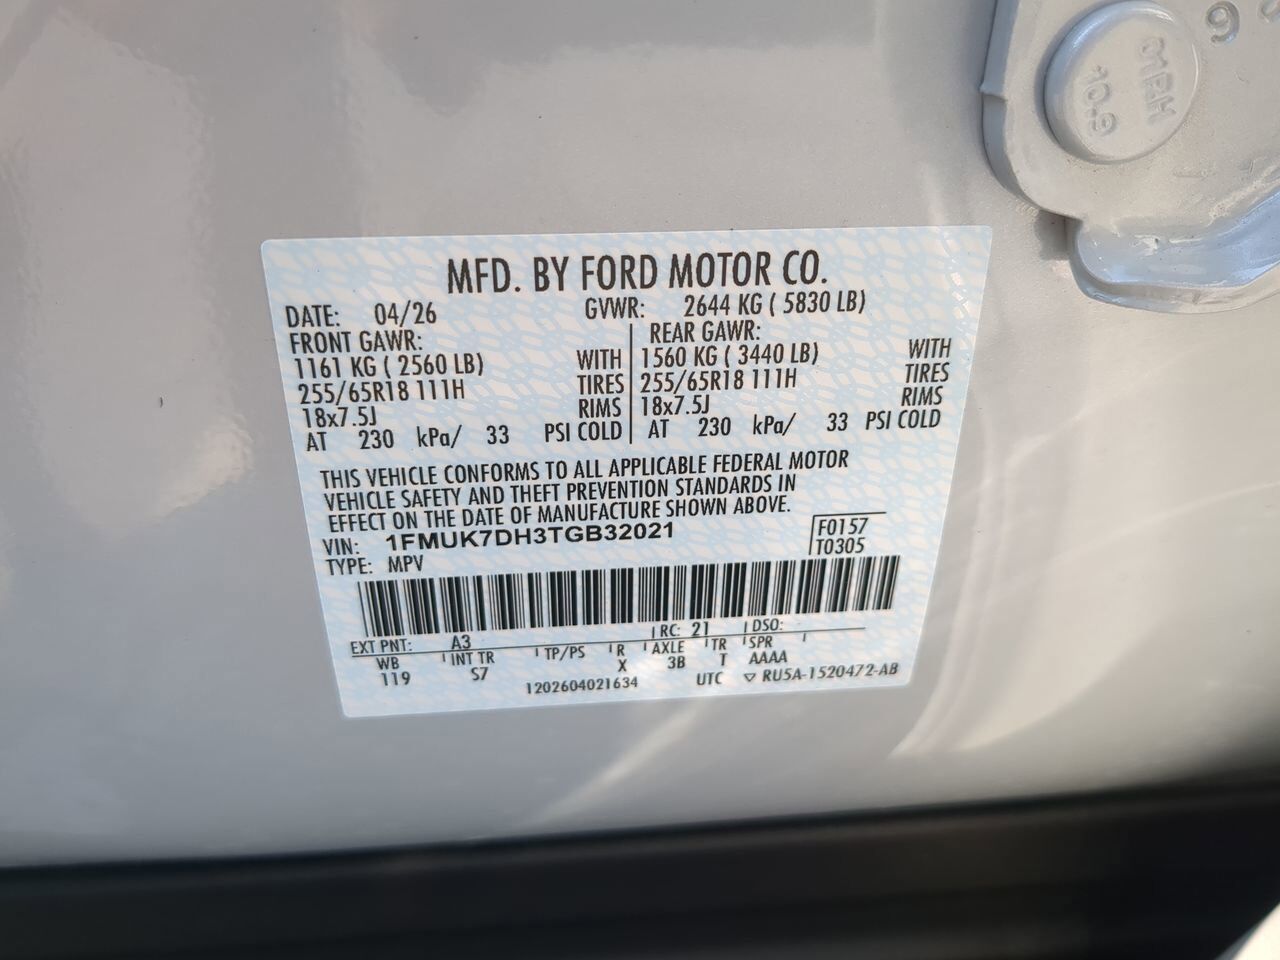 9
01RH
10.9
MFD. BY FORD MOTOR CO.
DATE: 04/26 GVWR: 2644 KG ( 5830 LB)
FRONT GAWR: REAR GAWR:
1161 KG ( 2560 LB) WITH 1560 KG ( 3440 LB) WITH
255/65R18 111H TIRES 255/65R18 111H TIRES
18x7.5J RIMS 18x7.5J RIMS
AT 230 kPa/ 33 PSI COLD AT 230 kPa/ 33 PSI COLD
THIS VEHICLE CONFORMS TO ALL APPLICABLE FEDERAL MOTOR
VEHICLE SAFETY AND THEFT PREVENTION STANDARDS IN
EFFECT ON THE DATE OF MANUFACTURE SHOWN ABOVE.
VIN: 1FMUK7DH3TGB32021 F0157
TYPE: MPV T0305
EXT PNT: A3 RC: 21 DSO:
WB INT TR TP/PS R AXLE TR SPR
119 S7 X 3B T AAAA
1202604021634 UTC ▽ RU5A-1520472-AB